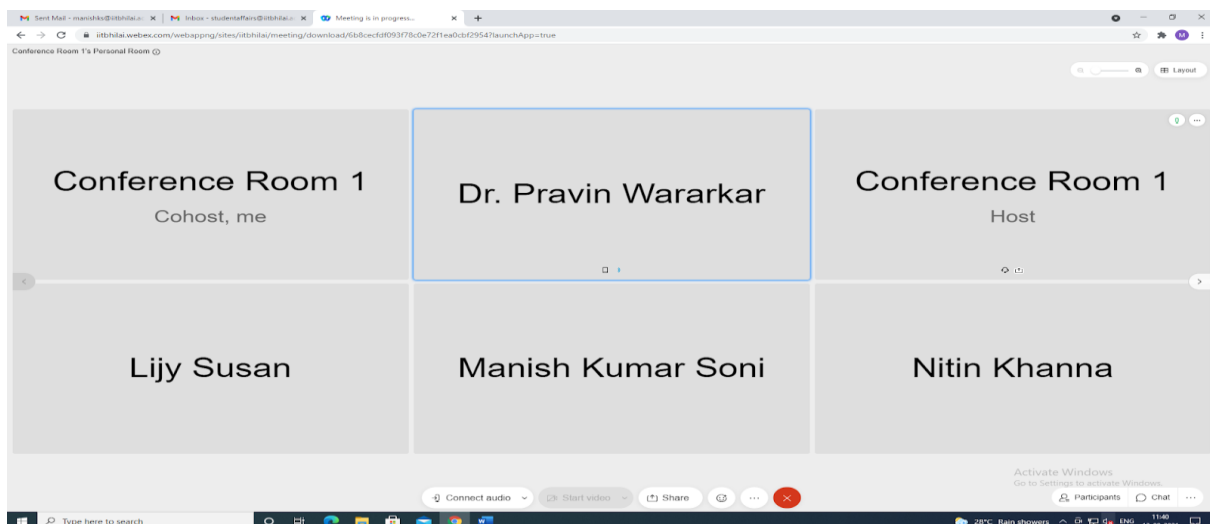 Sent Mail - manishks@iitbhilai.ac
Inbox - studentaffairs@iitbhilai.c
Meeting is in progress...
iitbhilai.webex.com/webappng/sites/iitbhilai/meeting/download/6b8cecfdf093f78c0e72f1ea0cbf2954?launchApp=true
M
Conference Room 1's Personal Room
Layout
Conference Room 1
Cohost, me
Dr. Pravin Wararkar
Conference Room 1
Host
Lijy Susan
Manish Kumar Soni
Nitin Khanna
Activate Windows
Go to Settings to activate Windows.
Connect audio
Start video
Share
Participants
Chat
Type here to search
28°C Rain showers
ENG
11:40